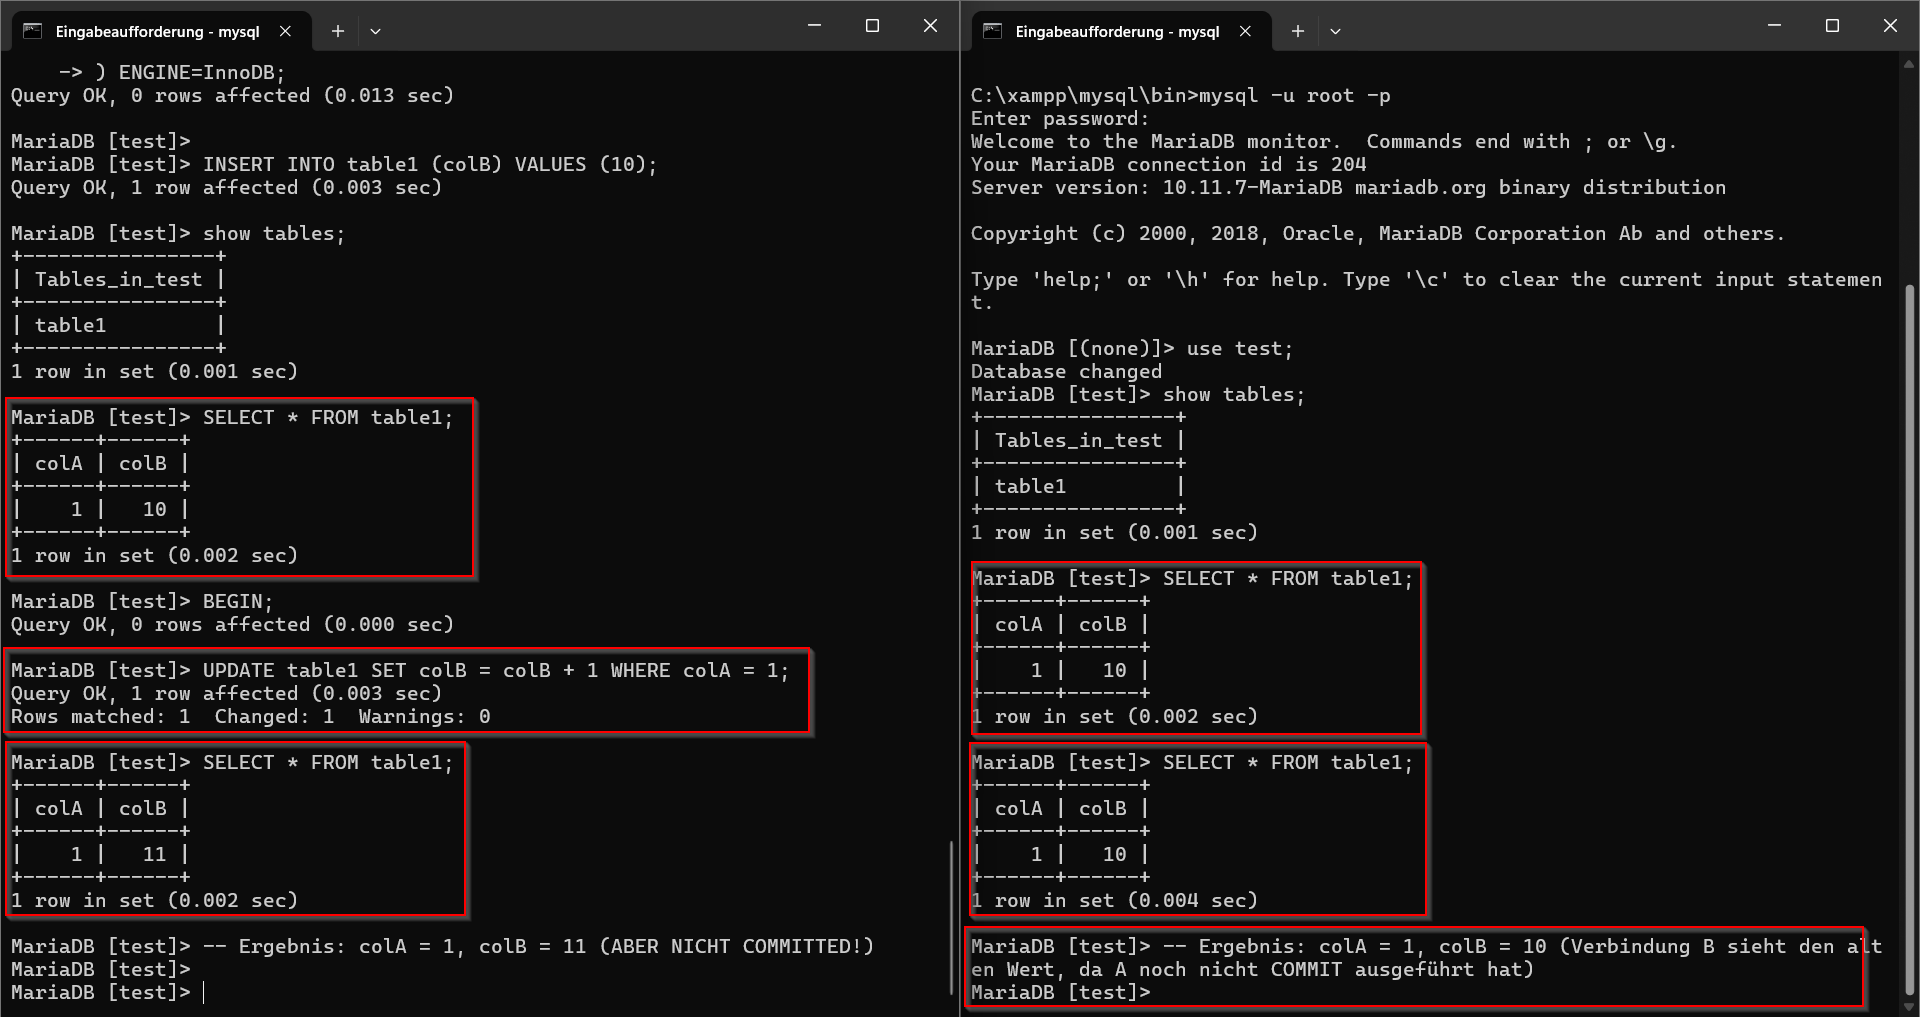 Eingabeaufforderung - mysql
-> ) ENGINE=InnoDB;
Query OK, 0 rows affected (0.013 sec)
MariaDB [test]>
MariaDB [test]> INSERT INTO table1 (colB) VALUES (10);
Query OK, 1 row affected (0.003 sec)
MariaDB [test]> show tables;
+----------------+
| Tables_in_test |
+----------------+
| table1         |
+----------------+
1 row in set (0.001 sec)
MariaDB [test]> SELECT * FROM table1;
+------+------+
| colA | colB |
+------+------+
|    1 |   10 |
+------+------+
1 row in set (0.002 sec)
MariaDB [test]> BEGIN;
Query OK, 0 rows affected (0.000 sec)
MariaDB [test]> UPDATE table1 SET colB = colB + 1 WHERE colA = 1;
Query OK, 1 row affected (0.003 sec)
Rows matched: 1  Changed: 1  Warnings: 0
MariaDB [test]> SELECT * FROM table1;
+------+------+
| colA | colB |
+------+------+
|    1 |   11 |
+------+------+
1 row in set (0.002 sec)
MariaDB [test]> -- Ergebnis: colA = 1, colB = 11 (ABER NICHT COMMITTED!)
MariaDB [test]>
MariaDB [test]>
Eingabeaufforderung - mysql
C:\xampp\mysql\bin>mysql -u root -p
Enter password:
Welcome to the MariaDB monitor.  Commands end with ; or \g.
Your MariaDB connection id is 204
Server version: 10.11.7-MariaDB mariadb.org binary distribution
Copyright (c) 2000, 2018, Oracle, MariaDB Corporation Ab and others.
Type 'help;' or '\h' for help. Type '\c' to clear the current input statemen
t.
MariaDB [(none)]> use test;
Database changed
MariaDB [test]> show tables;
+----------------+
| Tables_in_test |
+----------------+
| table1         |
+----------------+
1 row in set (0.001 sec)
MariaDB [test]> SELECT * FROM table1;
+------+------+
| colA | colB |
+------+------+
|    1 |   10 |
+------+------+
1 row in set (0.002 sec)
MariaDB [test]> SELECT * FROM table1;
+------+------+
| colA | colB |
+------+------+
|    1 |   10 |
+------+------+
1 row in set (0.004 sec)
MariaDB [test]> -- Ergebnis: colA = 1, colB = 10 (Verbindung B sieht den alt
en Wert, da A noch nicht COMMIT ausgeführt hat)
MariaDB [test]>